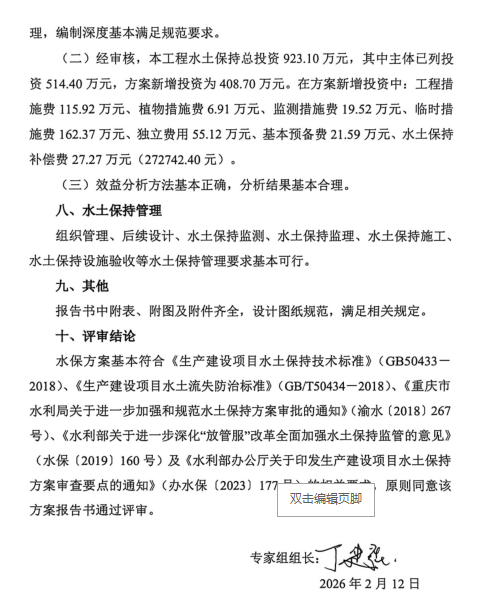 理，编制深度基本满足规范要求。
（二）经审核，本工程水土保持总投资 923.10 万元，其中主体已列投
资 514.40 万元，方案新增投资为 408.70 万元。在方案新增投资中：工程措
施费 115.92 万元、植物措施费 6.91 万元、监测措施费 19.52 万元、临时措
施费 162.37 万元、独立费用 55.12 万元、基本预备费 21.59 万元、水土保持
补偿费 27.27 万元（272742.40 元）。
（三）效益分析方法基本正确，分析结果基本合理。
八、水土保持管理
组织管理、后续设计、水土保持监测、水土保持监理、水土保持施工、
水土保持设施验收等水土保持管理要求基本可行。
九、其他
报告书中附表、附图及附件齐全，设计图纸规范，满足相关规定。
十、评审结论
水保方案基本符合《生产建设项目水土保持技术标准》（GB50433－
2018）、《生产建设项目水土流失防治标准》（GB/T50434－2018）、《重庆市
水利局关于进一步加强和规范水土保持方案审批的通知》（渝水〔2018〕267
号）、《水利部关于进一步深化“放管服”改革全面加强水土保持监管的意见》
（水保〔2019〕160 号）及《水利部办公厅关于印发生产建设项目水土保持
方案审查要点的通知》（办水保〔2023〕177 号）的相关要求，原则同意该
双击编辑页脚
方案报告书通过评审。
专家组组长：
2026 年 2 月 12 日